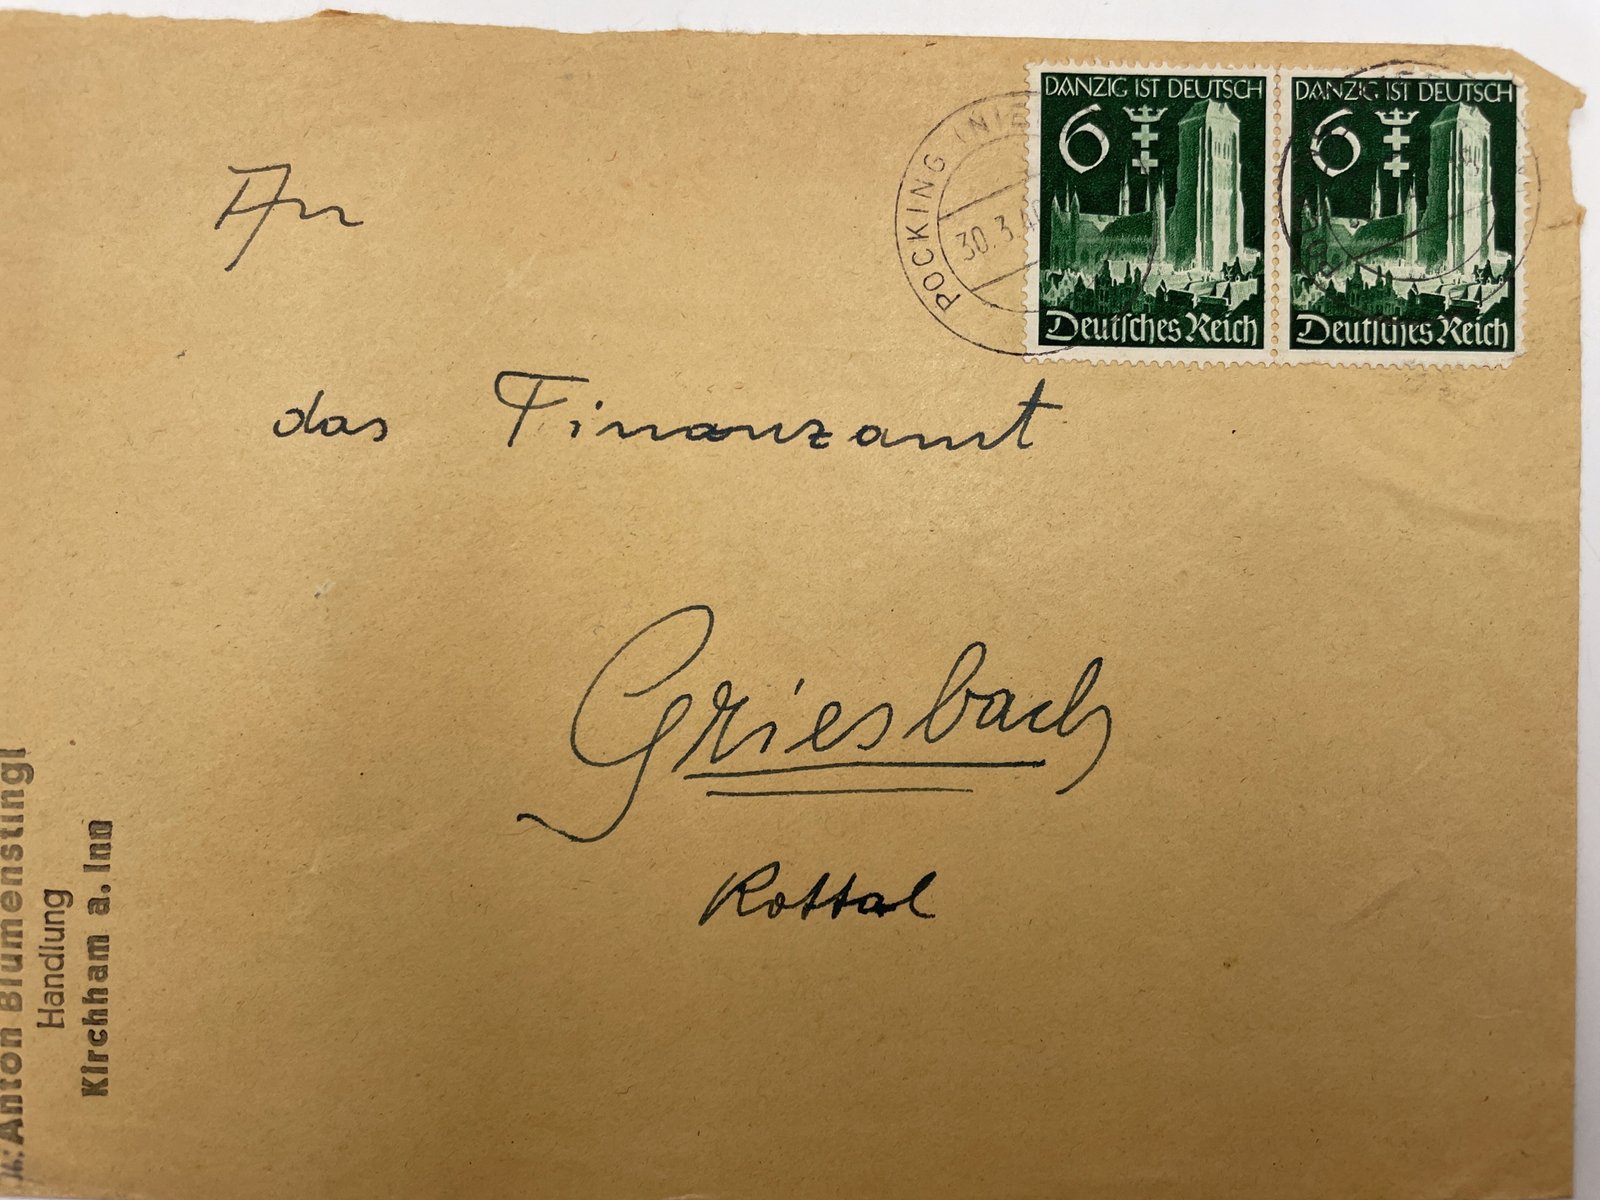 DANZIG IST DEUTSCH
6
Deutsches Reich
DANZIG IST DEUTSCH
6
Deutsches Reich
POCKING
30.3.40
An
das Finanzamt
Griesbach
Rottal
Anton Blumenstingl
Handlung
Kirchham a. Inn